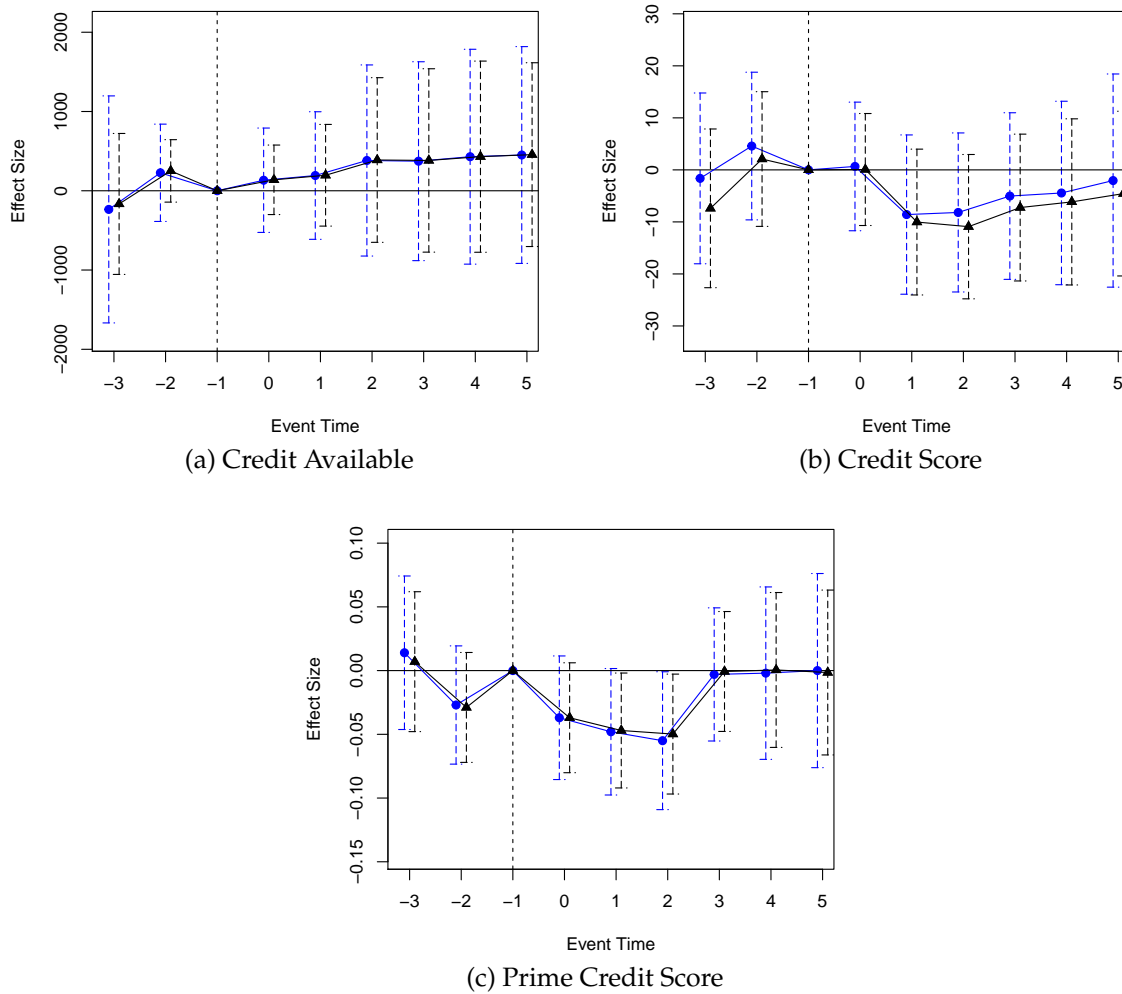 2000
1000
0
−1000
−2000
Effect Size
−3 −2 −1 0 1 2 3 4 5
Event Time
(a) Credit Available
30
20
10
0
−10
−20
−30
Effect Size
−3 −2 −1 0 1 2 3 4 5
Event Time
(b) Credit Score
0.10
0.05
0.00
−0.05
−0.10
−0.15
Effect Size
−3 −2 −1 0 1 2 3 4 5
Event Time
(c) Prime Credit Score